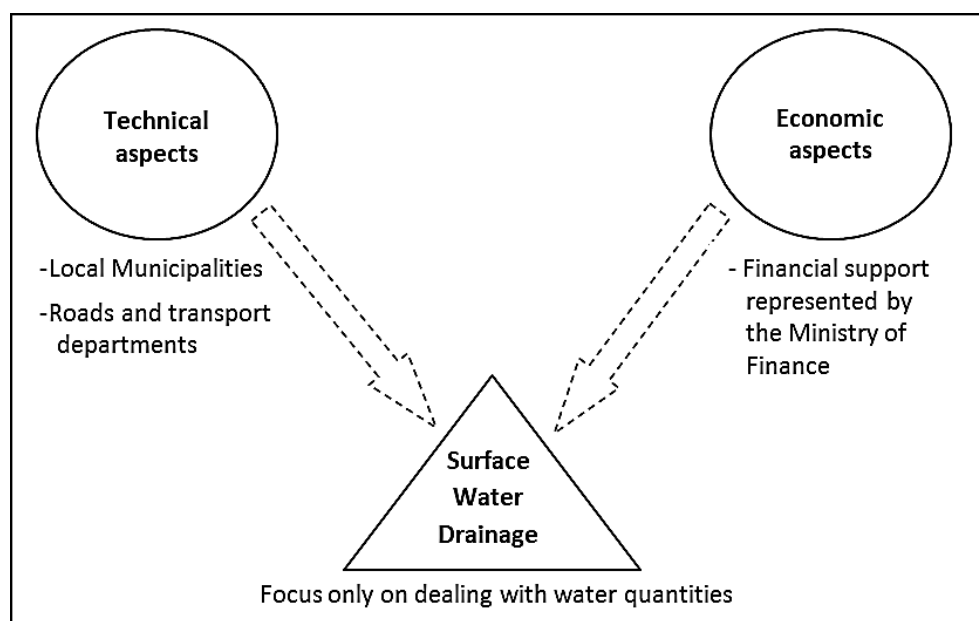 Technical
aspects
Economic
aspects
-Local Municipalities
-Roads and transport
departments
- Financial support
represented by
the Ministry of
Finance
Surface
Water
Drainage
Focus only on dealing with water quantities